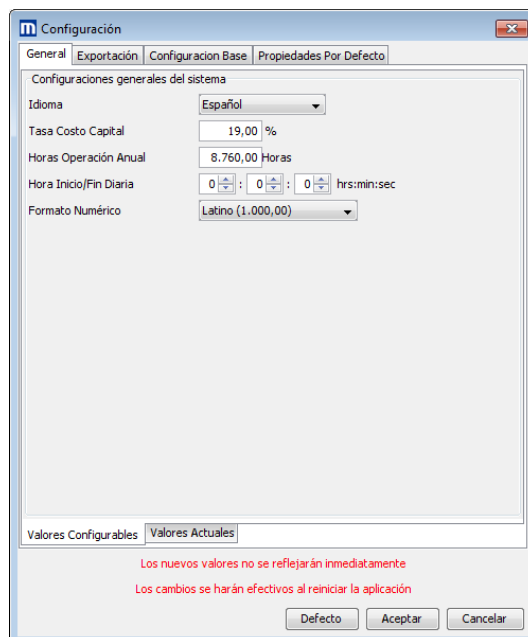 m Configuración
General Exportación Configuracion Base Propiedades Por Defecto
Configuraciones generales del sistema
Idioma Español
Tasa Costo Capital 19,00 %
Horas Operación Anual 8.760,00 Horas
Hora Inicio/Fin Diaria 0 : 0 : 0 hrs:min:sec
Formato Numérico Latino (1.000,00)
Valores Configurables Valores Actuales
Los nuevos valores no se reflejarán inmediatamente
Los cambios se harán efectivos al reiniciar la aplicación
Defecto Aceptar Cancelar